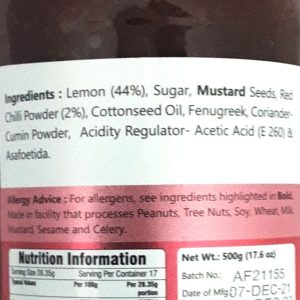 Ingredients : Lemon (44%), Sugar, Mustard Seeds, Red
Chilli Powder (2%), Cottonseed Oil, Fenugreek, Coriander-
Cumin Powder, Acidity Regulator- Acetic Acid (E 260) &
Asafoetida.
Allergy Advice : For allergens, see ingredients highlighted in Bold.
Made in facility that processes Peanuts, Tree Nuts, Soy, Wheat, Milk,
Mustard, Sesame and Celery.
Nutrition Information
Serving Size 28.35g Serving Per Container 17
Typical Values Per 100g Per 28.35g
portion
Net Wt.: 500g (17.6 oz)
Batch No.: AF21155
Date of Mfg 07-DEC-21